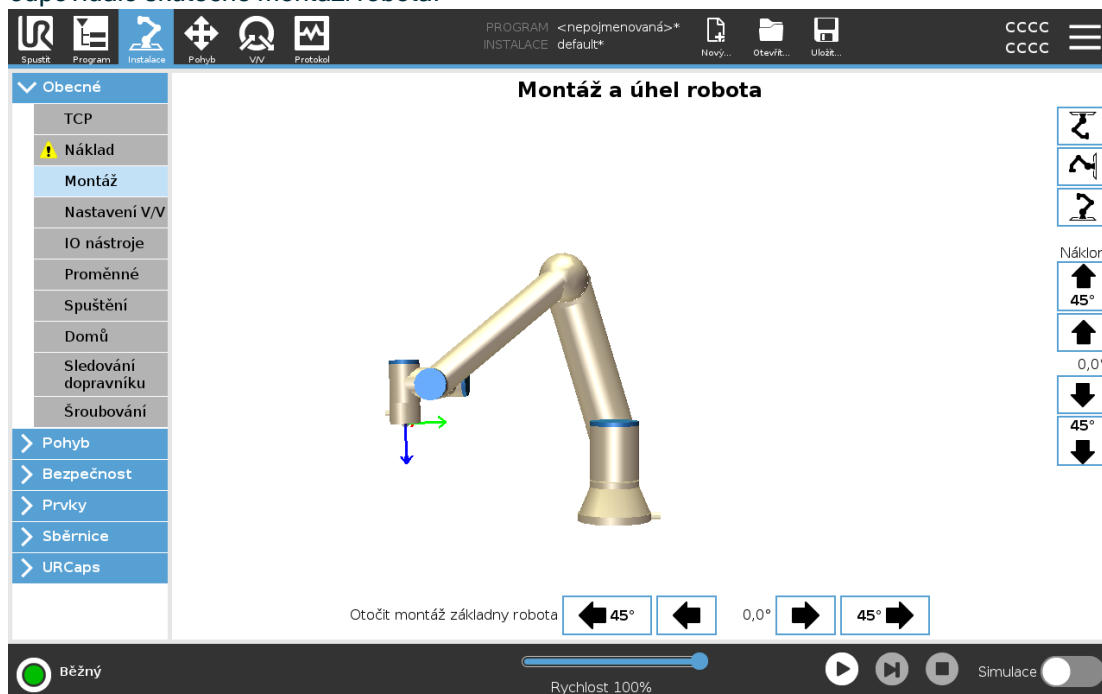 PROGRAM <nepojmenovaná>*
INSTALACE default*
CCCC
CCCC
Spustit Program Instalace Pohyb V/V Protokol Nový... Otevřít... Uložit...
Obecné
Montáž a úhel robota
TCP
Náklad
Montáž
Nastavení V/V
IO nástroje
Proměnné
Spuštění
Domů
Sledování
dopravníku
Šroubování
Pohyb
Bezpečnost
Prvky
Sběrnice
URCaps
Náklon
45°
0,0°
45°
Otočit montáž základny robota 45° 0,0° 45°
Běžný
Rychlost 100%
Simulace